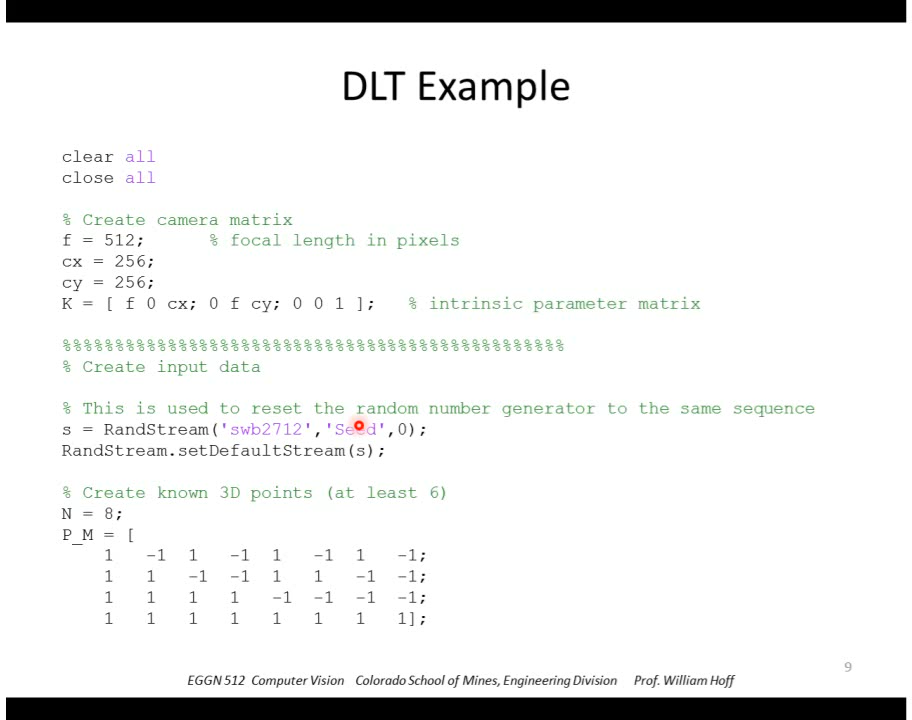 DLT Example
clear all
close all
% Create camera matrix
f = 512;      % focal length in pixels
cx = 256;
cy = 256;
K = [ f 0 cx; 0 f cy; 0 0 1 ];   % intrinsic parameter matrix
%%%%%%%%%%%%%%%%%%%%%%%%%%%%%%%%%%%%%%%%%%%%%%%%
% Create input data
% This is used to reset the random number generator to the same sequence
s = RandStream('swb2712','Seed',0);
RandStream.setDefaultStream(s);
% Create known 3D points (at least 6)
N = 8;
P_M = [
1   -1  1   -1  1   -1  1   -1;
1   1   -1  -1  1   1   -1  -1;
1   1   1   1   -1  -1  -1  -1;
1   1   1   1   1   1   1   1];
9
EGGN 512  Computer Vision    Colorado School of Mines, Engineering Division    Prof. William Hoff